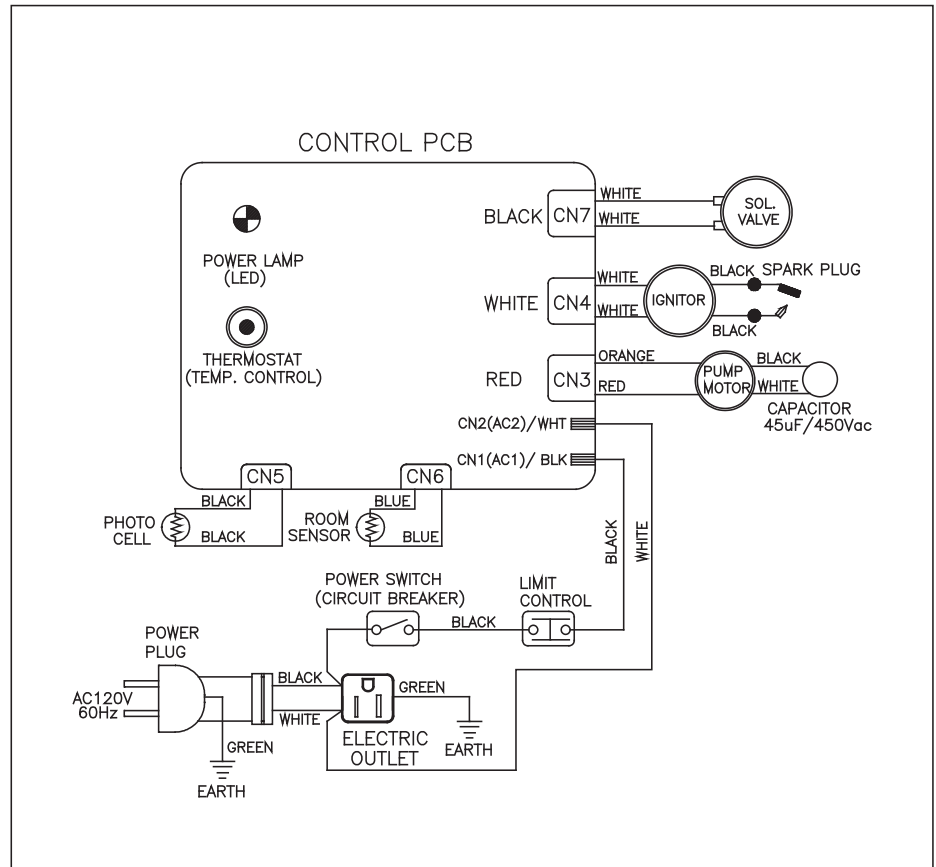 CONTROL PCB
POWER LAMP
(LED)
THERMOSTAT
(TEMP. CONTROL)
BLACK
CN7
WHITE
WHITE
SOL.
VALVE
WHITE
CN4
WHITE
WHITE
IGNITOR
BLACK
SPARK PLUG
BLACK
RED
CN3
ORANGE
RED
PUMP
MOTOR
BLACK
WHITE
CAPACITOR
45uF/450Vac
CN2(AC2)/WHT
CN1(AC1)/ BLK
CN5
BLACK
BLACK
PHOTO
CELL
CN6
BLUE
BLUE
ROOM
SENSOR
BLACK
WHITE
POWER SWITCH
(CIRCUIT BREAKER)
BLACK
LIMIT
CONTROL
POWER
PLUG
AC120V
60Hz
BLACK
WHITE
GREEN
EARTH
ELECTRIC
OUTLET
GREEN
EARTH